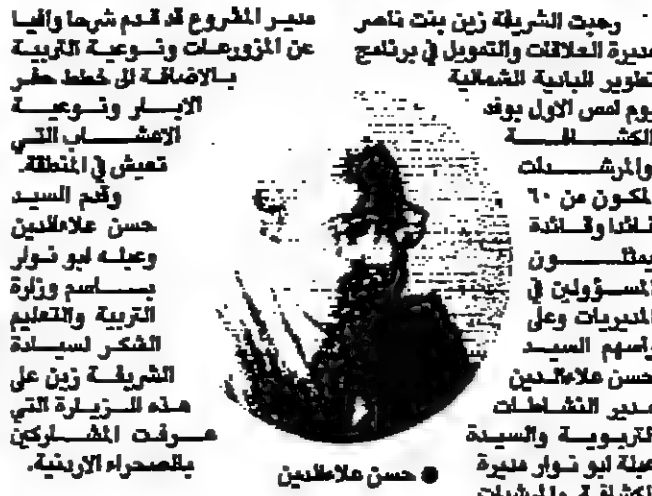 رحبت الشريفة زين بنت ناصر
مديرة العلاقات والتمويل في برنامج
تطوير البادية الشمالية
يوم امس الاول بوفد
الكشافة
والمرشدات
المكون من ٦٠
قائدا وقائدة
يمثلون
المسؤولين في
المديريات وعلى
راسهم السيد
حسن علاءالدين
مدير النشاطات
التربوية والسيدة
عبلة ابو نوار مديرة
الكشافة والمرشدات
مدير المشروع قد قدم شرحا وافيا
عن المزروعات ونوعية التربة
بالاضافة الى خطط حفر
الابار ونوعية
الاعشاب التي
تعيش في المنطقة.
وقدم السيد
حسن علاءالدين
وعبله ابو نوار
باسم وزارة
التربية والتعليم
الشكر لسيادة
الشريفة زين على
هذه الزيارة التي
عرفت المشاركين
بالصحراء الاردنية.
● حسن علاءالدين